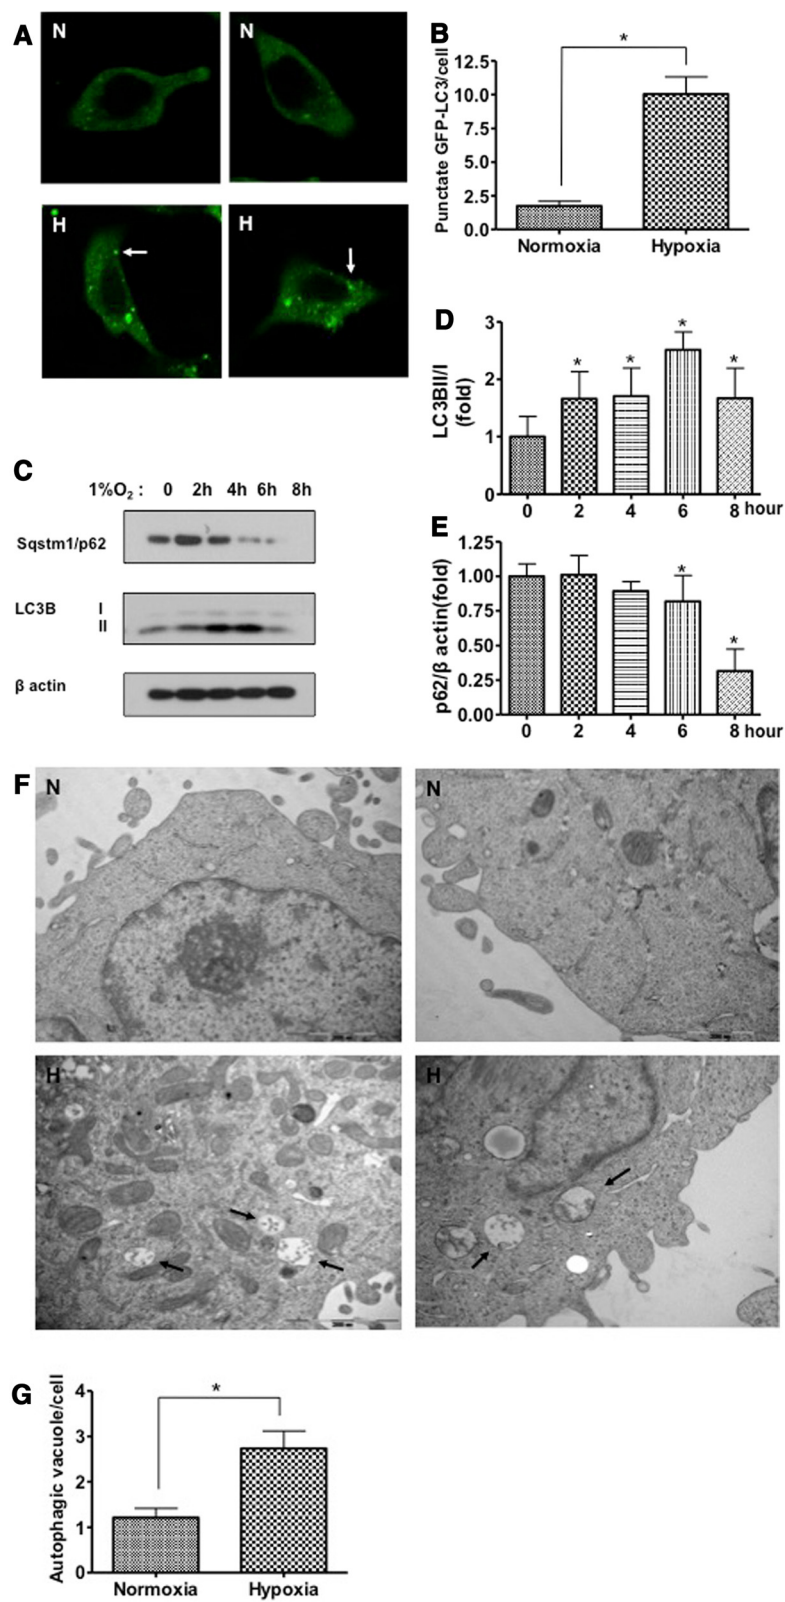 A
N
N
H
H
B
Punctate GFP-LC3/cell
12.5
10.0
7.5
5.0
2.5
0.0
*
Normoxia
Hypoxia
C
1%O₂ : 0 2h 4h 6h 8h
Sqstm1/p62
LC3B I
II
β actin
D
LC3BII/I
(fold)
3
2
1
0
* * * *
0 2 4 6 8 hour
E
p62/β actin(fold)
1.25
1.00
0.75
0.50
0.25
0.00
* *
0 2 4 6 8 hour
F
N
N
H
H
G
Autophagic vacuole/cell
4
3
2
1
0
*
Normoxia
Hypoxia